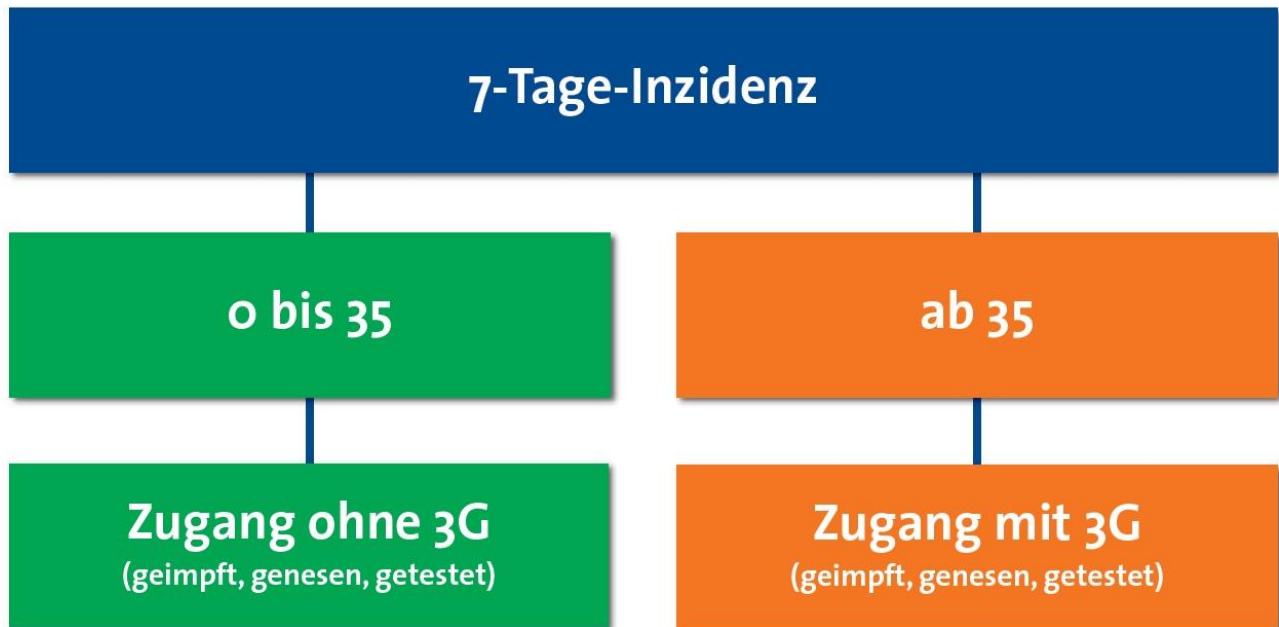 7-Tage-Inzidenz
0 bis 35
ab 35
Zugang ohne 3G
(geimpft, genesen, getestet)
Zugang mit 3G
(geimpft, genesen, getestet)